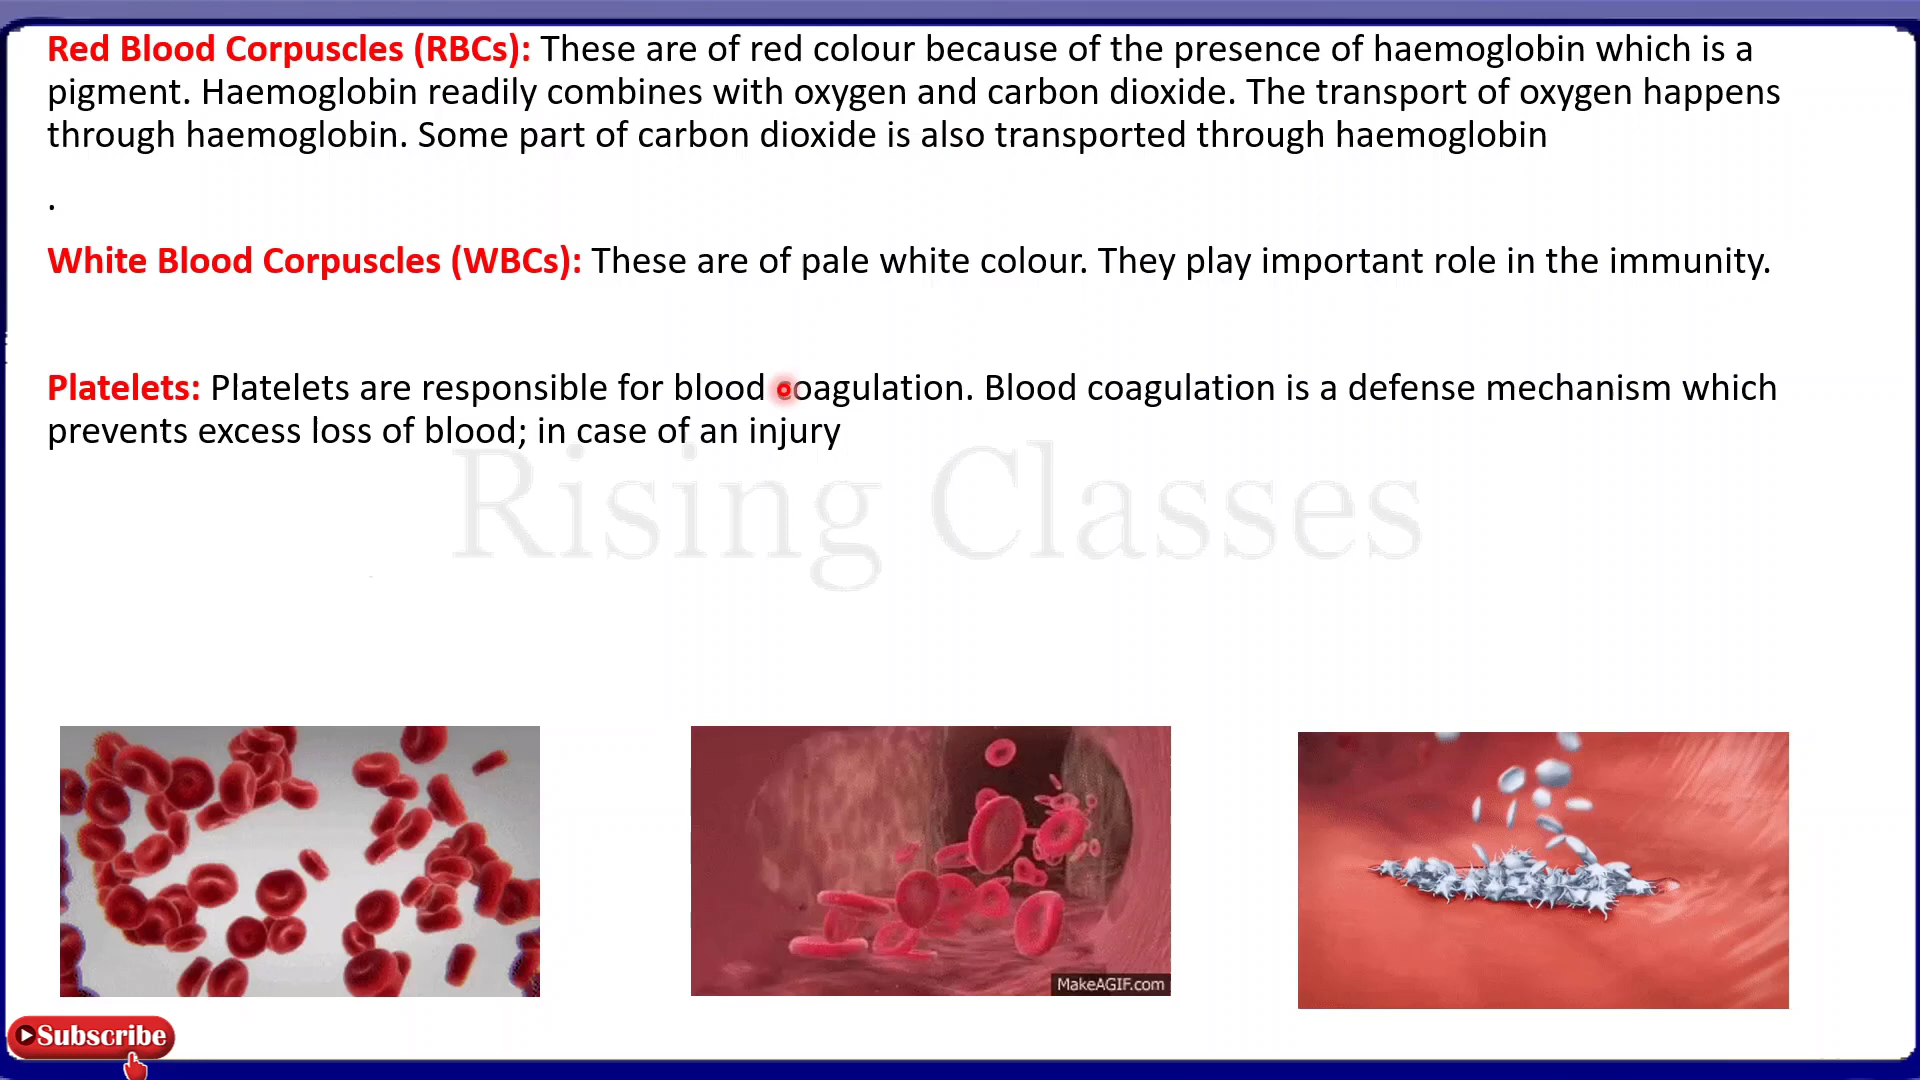 Red Blood Corpuscles (RBCs): These are of red colour because of the presence of haemoglobin which is a
pigment. Haemoglobin readily combines with oxygen and carbon dioxide. The transport of oxygen happens
through haemoglobin. Some part of carbon dioxide is also transported through haemoglobin
.
White Blood Corpuscles (WBCs): These are of pale white colour. They play important role in the immunity.
Platelets: Platelets are responsible for blood coagulation. Blood coagulation is a defense mechanism which
prevents excess loss of blood; in case of an injury
Rising Classes
MakeAGIF.com
Subscribe